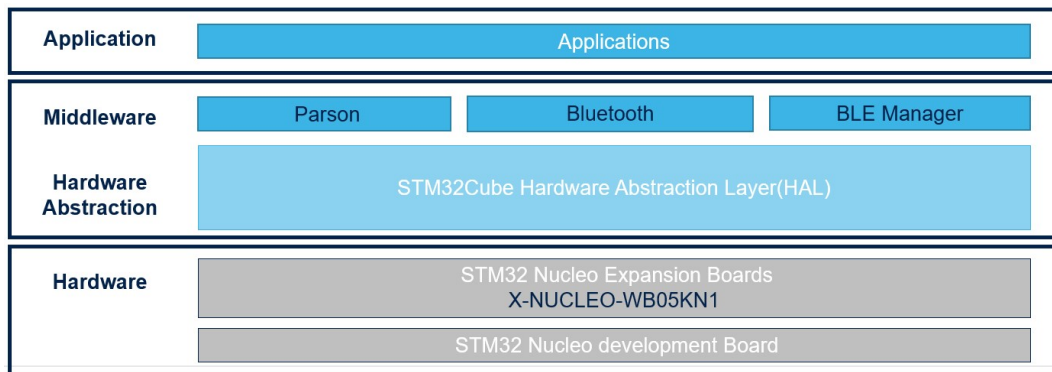 Application
Applications
Middleware
Parson
Bluetooth
BLE Manager
Hardware
Abstraction
STM32Cube Hardware Abstraction Layer(HAL)
Hardware
STM32 Nucleo Expansion Boards
X-NUCLEO-WB05KN1
STM32 Nucleo development Board